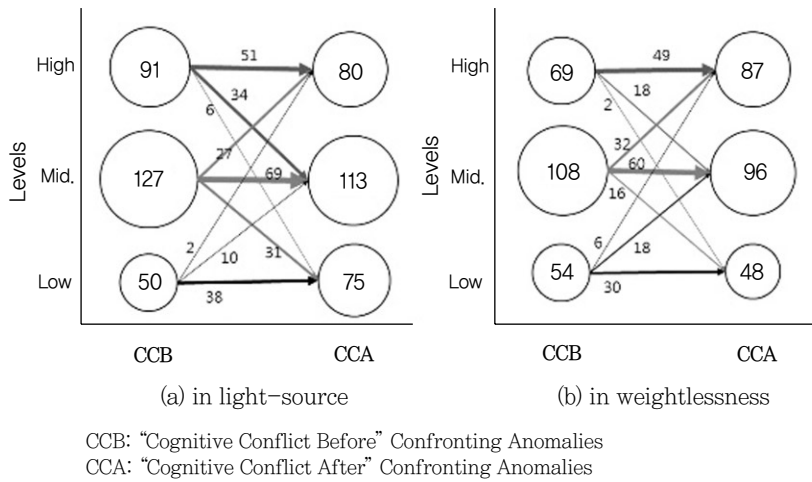 Levels
High
Mid.
Low
91
127
50
51
34
6
27
69
31
2
10
38
80
113
75
CCB
CCA
(a) in light-source
Levels
High
Mid.
Low
69
108
54
49
18
2
32
60
16
6
18
30
87
96
48
CCB
CCA
(b) in weightlessness
CCB: “Cognitive Conflict Before” Confronting Anomalies
CCA: “Cognitive Conflict After” Confronting Anomalies